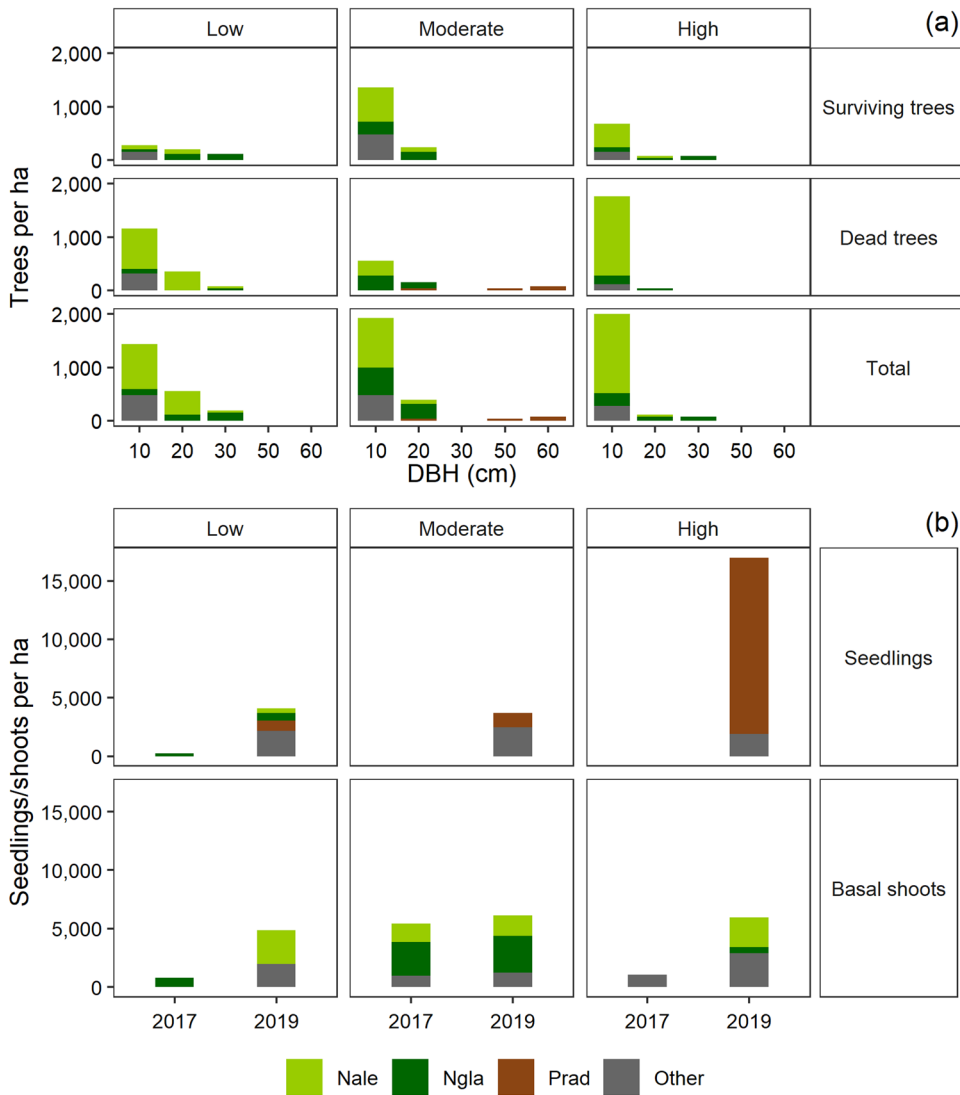 (a)
Low Moderate High
Trees per ha
2,000
1,000
0
Surviving trees
2,000
1,000
0
Dead trees
2,000
1,000
0
Total
10 20 30 50 60 10 20 30 50 60 10 20 30 50 60
DBH (cm)
(b)
Low Moderate High
Seedlings/shoots per ha
15,000
10,000
5,000
0
Seedlings
15,000
10,000
5,000
0
Basal shoots
2017 2019 2017 2019 2017 2019
Nale Ngla Prad Other